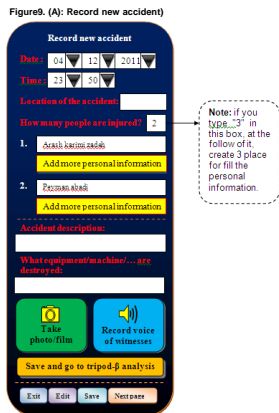 Figure9. (A): Record new accident)
Record new accident
Date: 04 12 2011
Time: 23 50
Location of the accident:
How many people are injured? 2
1. Arash karimi zadeh
Add more personal information
2. Peyman abadi
Add more personal information
Accident description:
What equipment/machine/… are
destroyed:
Take
photo/film
Record voice
of witnesses
Save and go to tripod-β analysis
Exit Edit Save Next page
Note: if you
type "3" in
this box, at the
follow of it,
create 3 place
for fill the
personal
information.